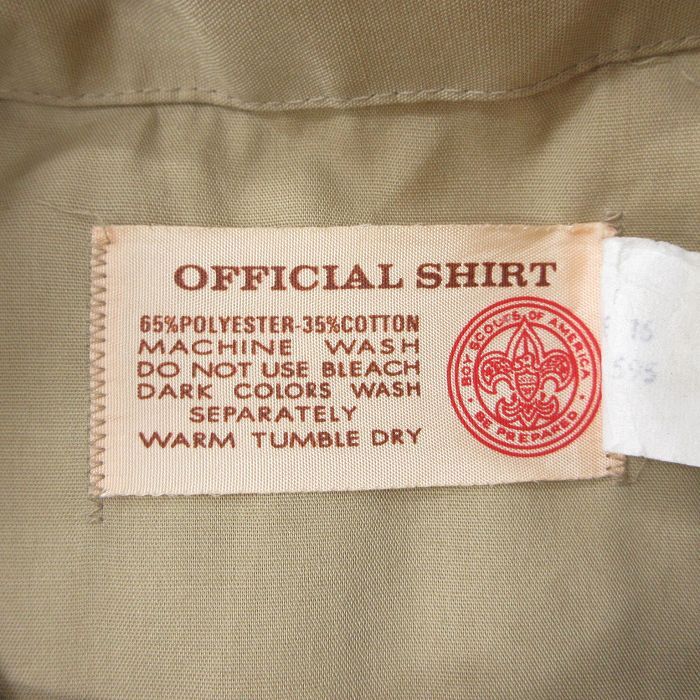 OFFICIAL SHIRT
65%POLYESTER-35%COTTON
MACHINE WASH
DO NOT USE BLEACH
DARK COLORS WASH
SEPARATELY
WARM TUMBLE DRY
BOY SCOUTS OF AMERICA
• BE PREPARED •